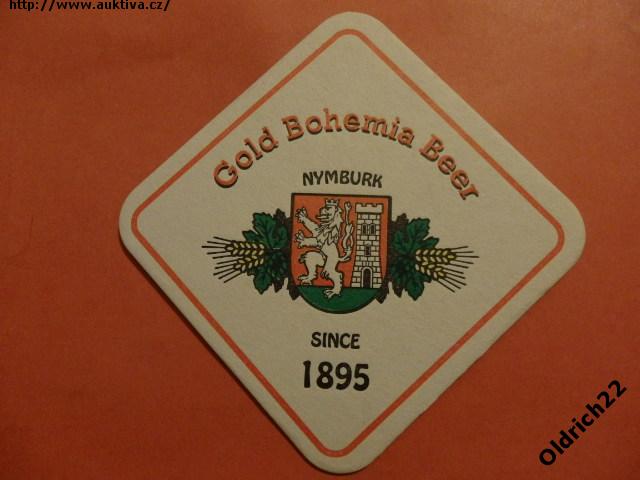 http://www.auktiva.cz/
Gold Bohemia Beer
NYMBURK
SINCE
1895
Oldrich22